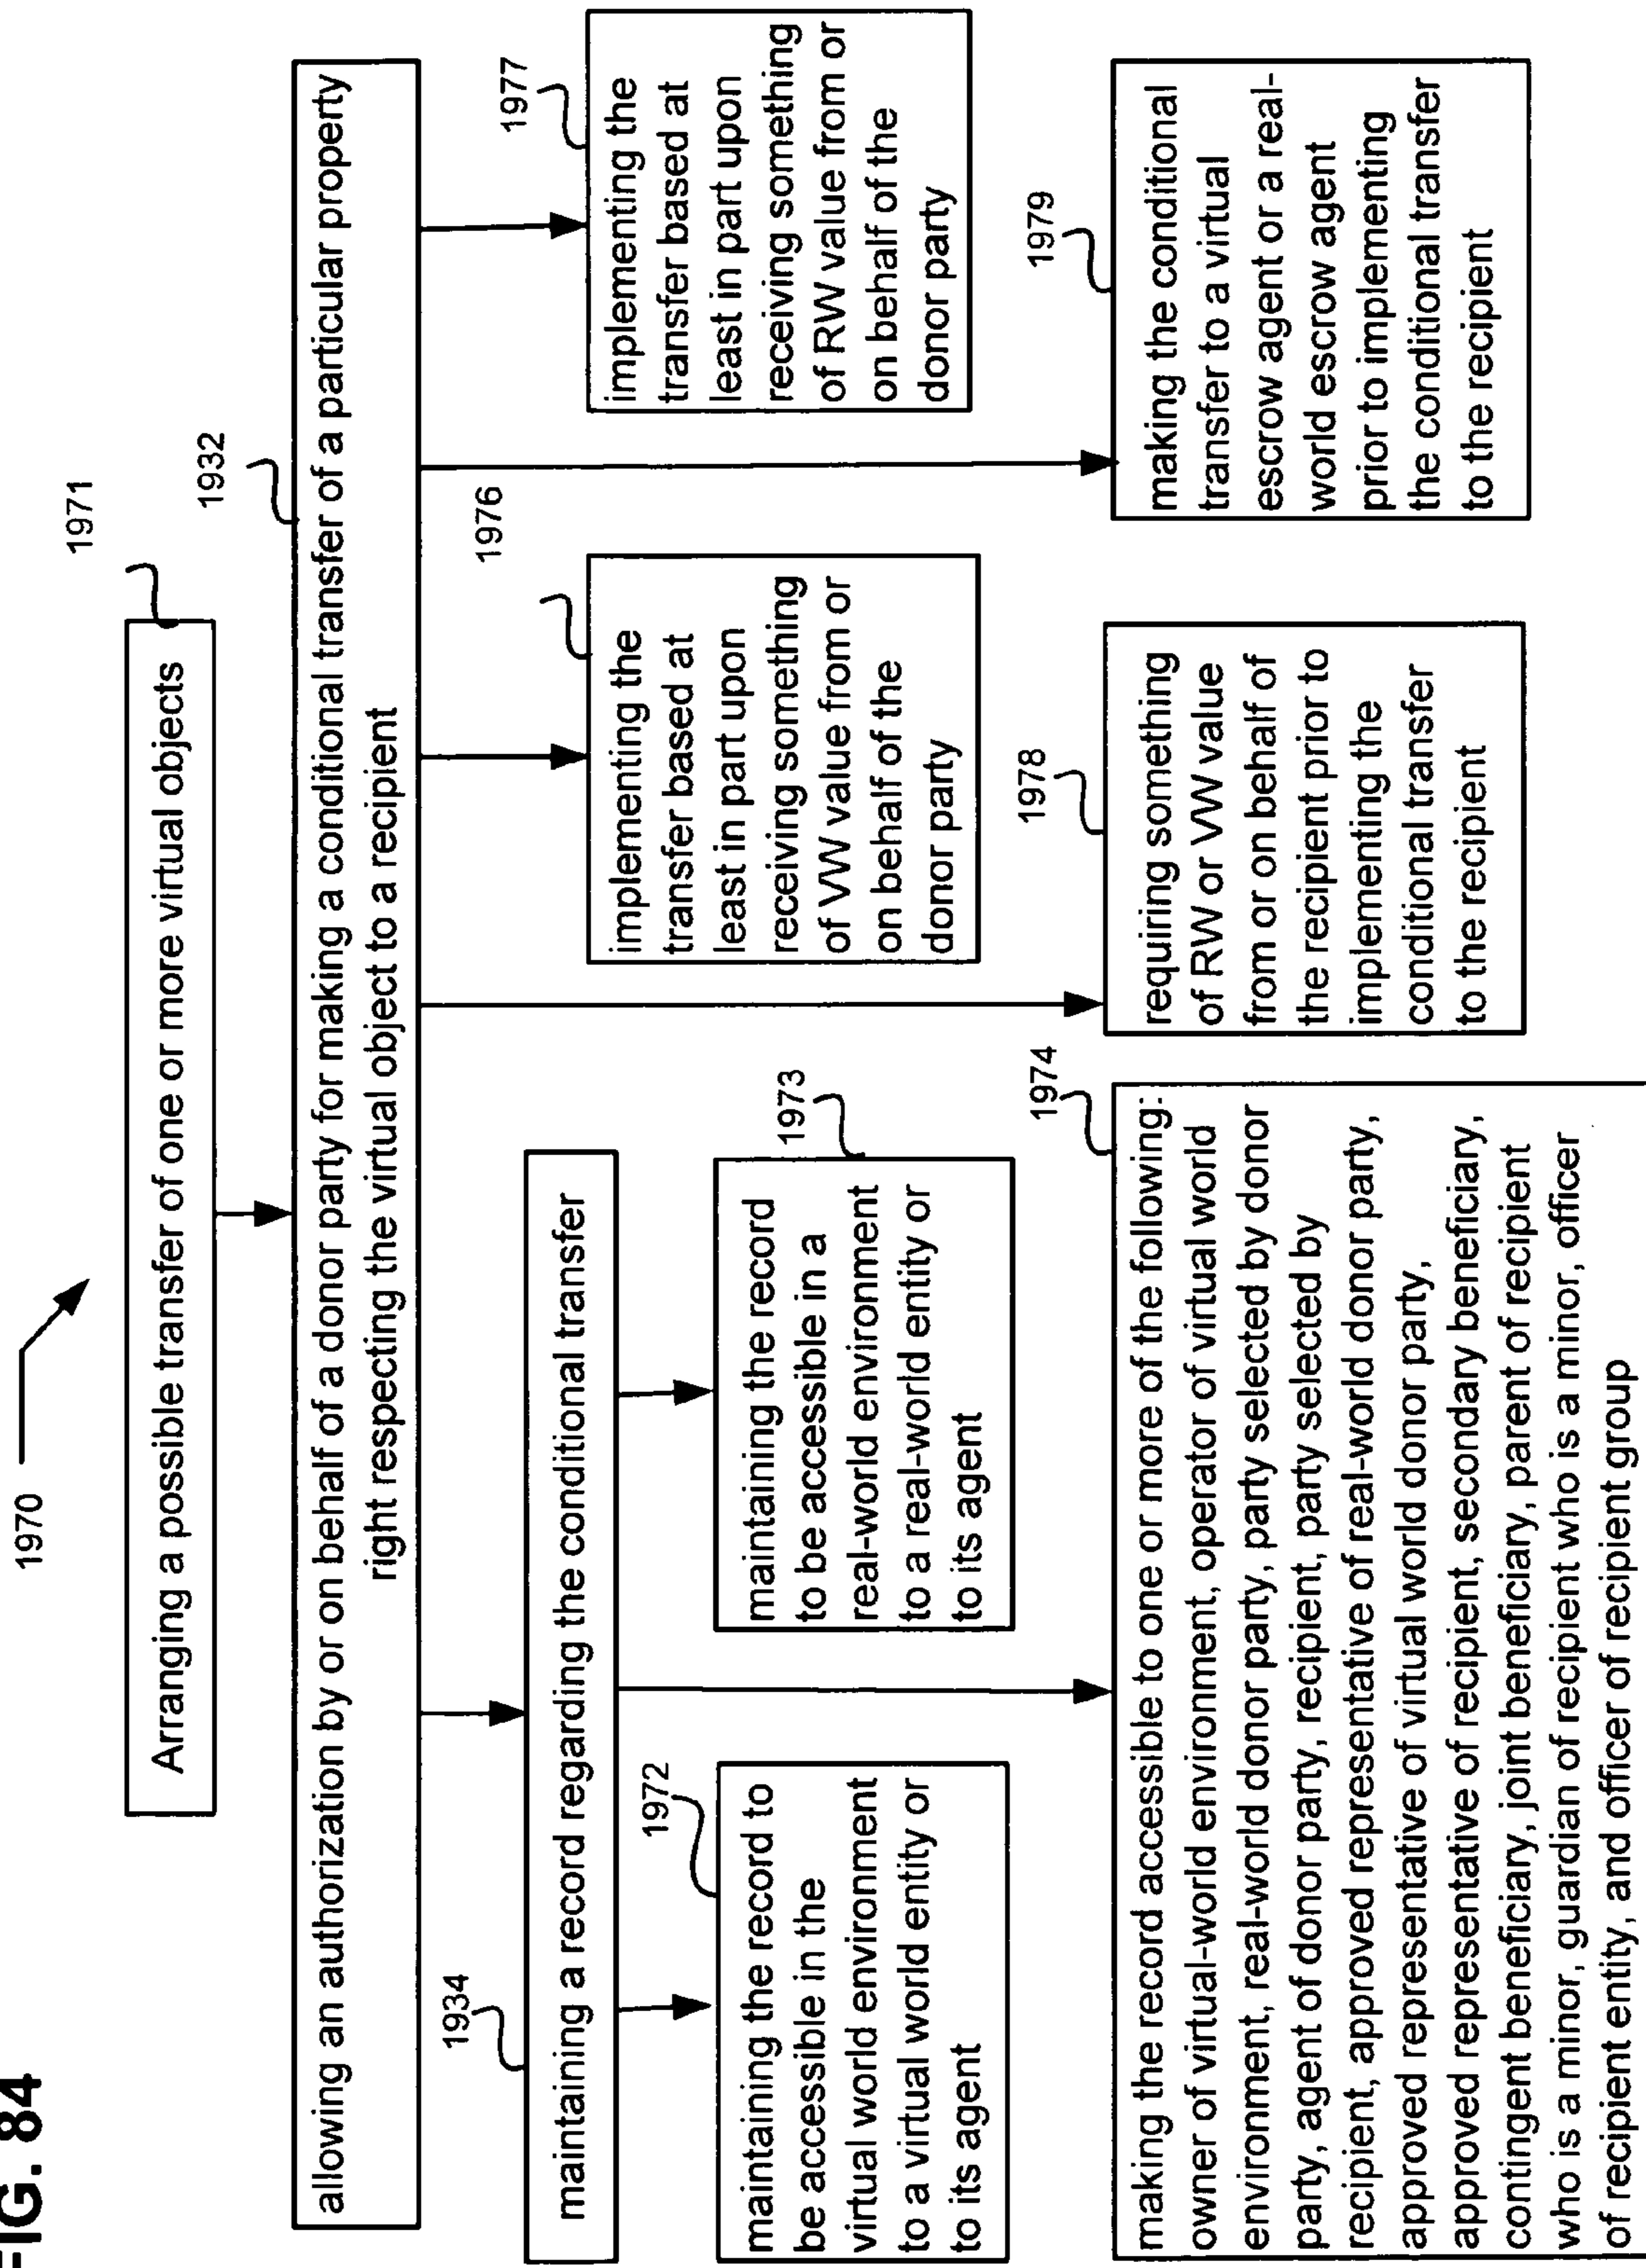 FIG. 84
1970
1971
Arranging a possible transfer of one or more virtual objects
1932
allowing an authorization by or on behalf of a donor party for making a conditional transfer of a particular property
right respecting the virtual object to a recipient
1934
maintaining a record regarding the conditional transfer
1972
maintaining the record to
be accessible in the
virtual world environment
to a virtual world entity or
to its agent
1973
maintaining the record
to be accessible in a
real-world environment
to a real-world entity or
to its agent
1976
implementing the
transfer based at
least in part upon
receiving something
of VW value from or
on behalf of the
donor party
1977
implementing the
transfer based at
least in part upon
receiving something
of RW value from or
on behalf of the
donor party
1974
making the record accessible to one or more of the following:
owner of virtual-world environment, operator of virtual world
environment, real-world donor party, party selected by donor
party, agent of donor party, recipient, party selected by
recipient, approved representative of real-world donor party,
approved representative of virtual world donor party,
approved representative of recipient, secondary beneficiary,
contingent beneficiary, joint beneficiary, parent of recipient
who is a minor, guardian of recipient who is a minor, officer
of recipient entity, and officer of recipient group
1978
requiring something
of RW or VW value
from or on behalf of
the recipient prior to
implementing the
conditional transfer
to the recipient
1979
making the conditional
transfer to a virtual
escrow agent or a real-
world escrow agent
prior to implementing
the conditional transfer
to the recipient